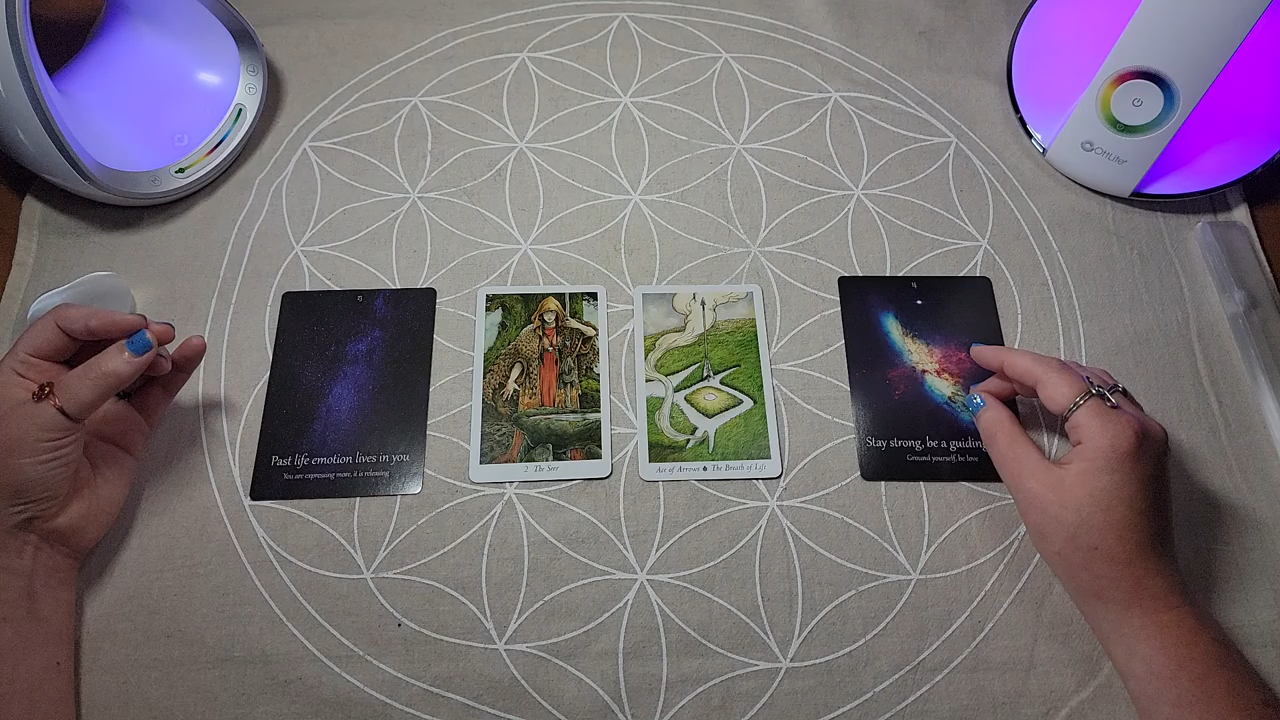 OttLite
Past life emotion lives in you
You are expressing more, it is releasing
2 The Seer
Ace of Arrows The Breath of Life
Stay strong, be a guiding
Ground yourself, be love